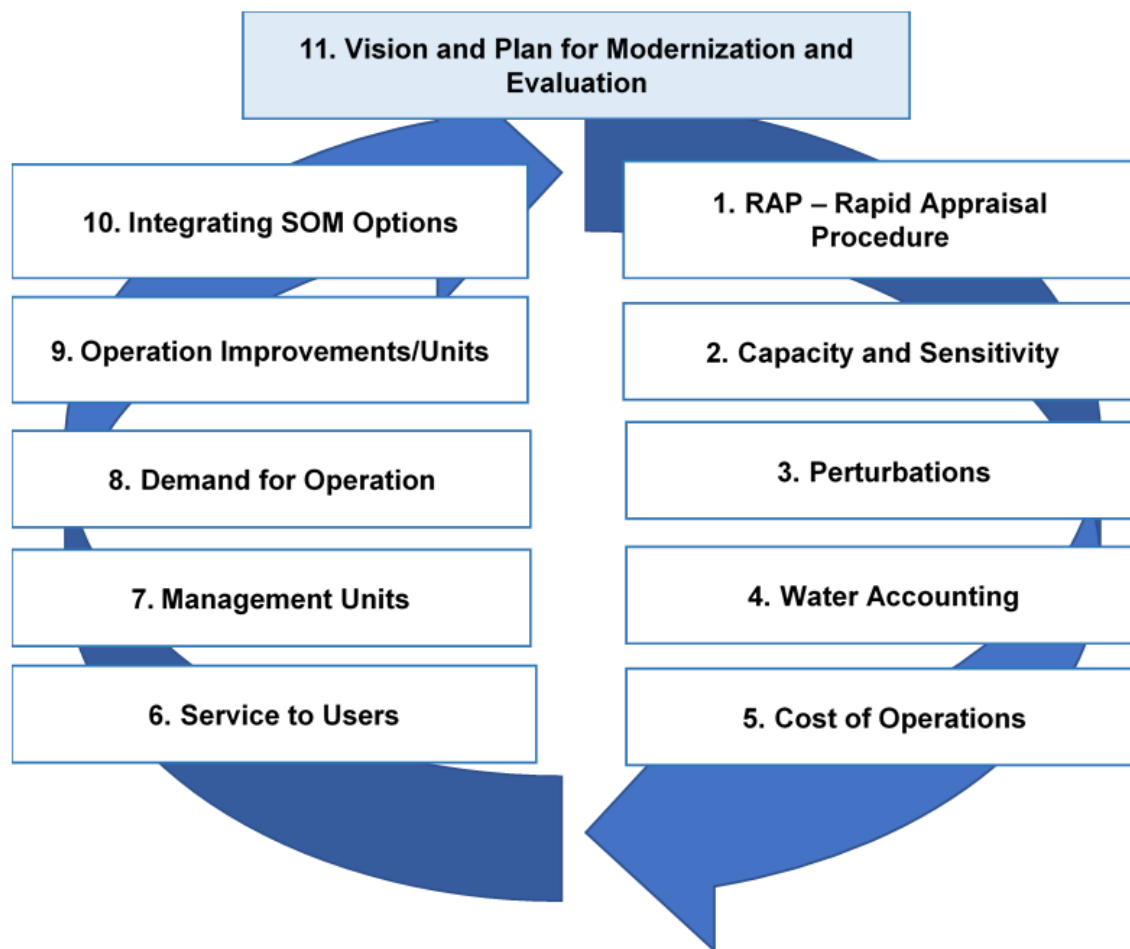 11. Vision and Plan for Modernization and
Evaluation
1. RAP – Rapid Appraisal
Procedure
2. Capacity and Sensitivity
3. Perturbations
4. Water Accounting
5. Cost of Operations
6. Service to Users
7. Management Units
8. Demand for Operation
9. Operation Improvements/Units
10. Integrating SOM Options